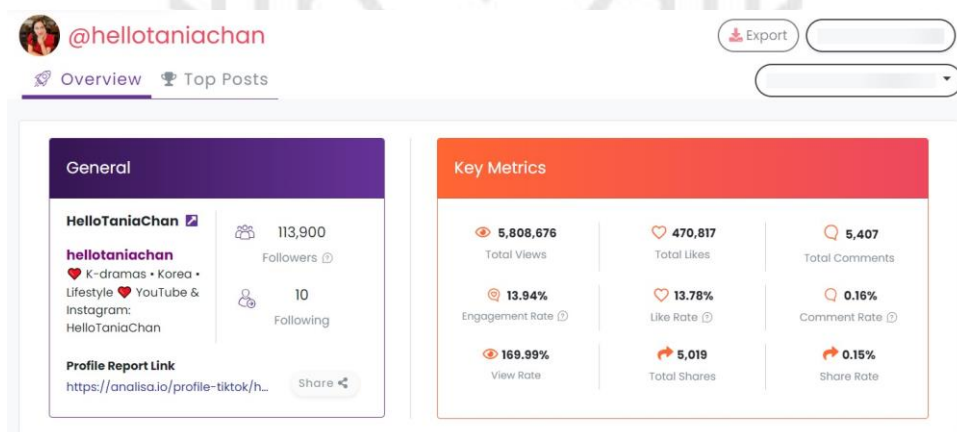 @hellotaniachan
Export
Overview
Top Posts
General
HelloTaniaChan
hellotaniachan
❤️ K-dramas • Korea •
Lifestyle ❤️ YouTube &
Instagram:
HelloTaniaChan
113,900
Followers
10
Following
Profile Report Link
https://analisa.io/profile-tiktok/h...
Share
Key Metrics
5,808,676
Total Views
470,817
Total Likes
5,407
Total Comments
13.94%
Engagement Rate
13.78%
Like Rate
0.16%
Comment Rate
169.99%
View Rate
5,019
Total Shares
0.15%
Share Rate